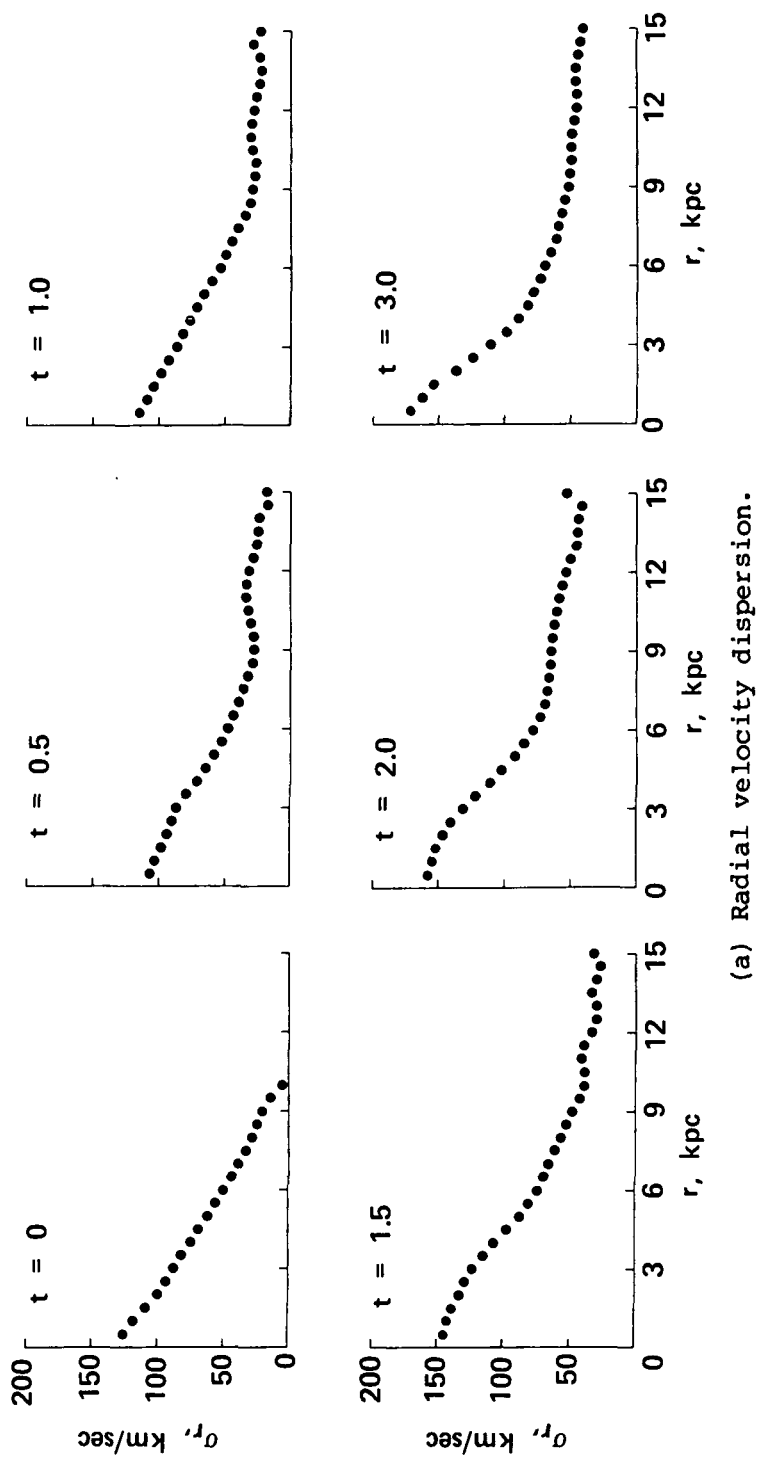 t = 0
t = 0.5
t = 1.0
200
150
100
50
0
σr, km/sec
t = 1.5
t = 2.0
t = 3.0
200
150
100
50
σr, km/sec
0 3 6 9 12 15
0 3 6 9 12 15
0 3 6 9 12 15
r, kpc
r, kpc
r, kpc
(a) Radial velocity dispersion.